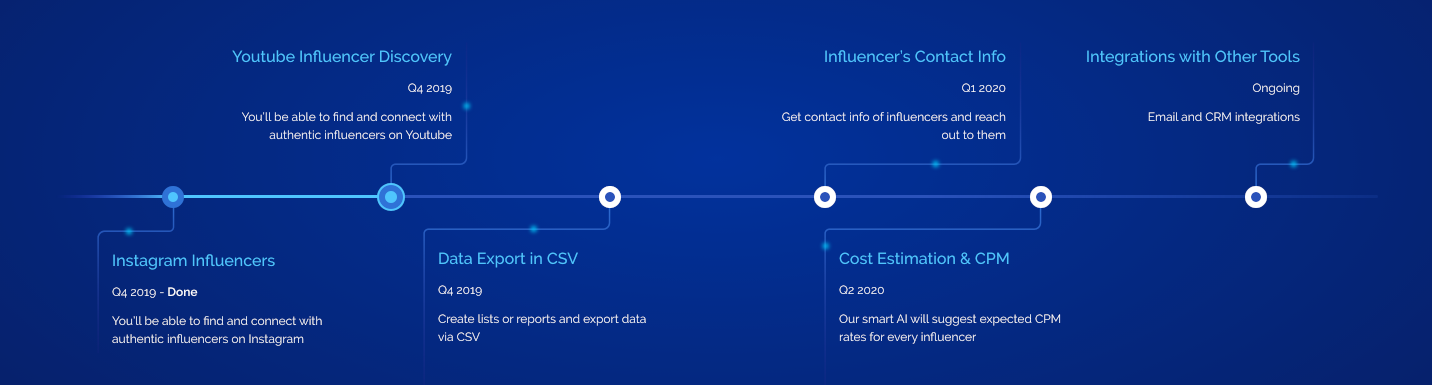 Youtube Influencer Discovery
Q4 2019
You'll be able to find and connect with
authentic influencers on Youtube
Influencer's Contact Info
Q1 2020
Get contact info of influencers and reach
out to them
Integrations with Other Tools
Ongoing
Email and CRM integrations
Instagram Influencers
Q4 2019 - Done
You'll be able to find and connect with
authentic influencers on Instagram
Data Export in CSV
Q4 2019
Create lists or reports and export data
via CSV
Cost Estimation & CPM
Q2 2020
Our smart AI will suggest expected CPM
rates for every influencer